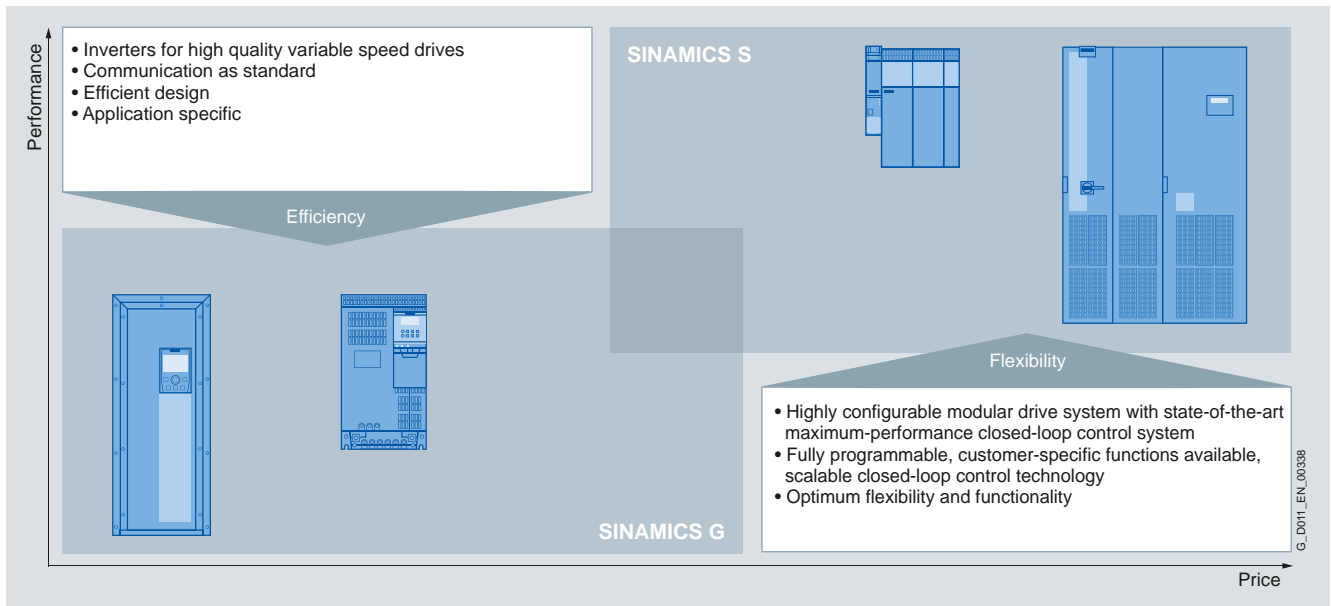 Performance
• Inverters for high quality variable speed drives
• Communication as standard
• Efficient design
• Application specific
Efficiency
SINAMICS S
SINAMICS G
Flexibility
• Highly configurable modular drive system with state-of-the-art
maximum-performance closed-loop control system
• Fully programmable, customer-specific functions available,
scalable closed-loop control technology
• Optimum flexibility and functionality
G_D011_EN_00338
Price